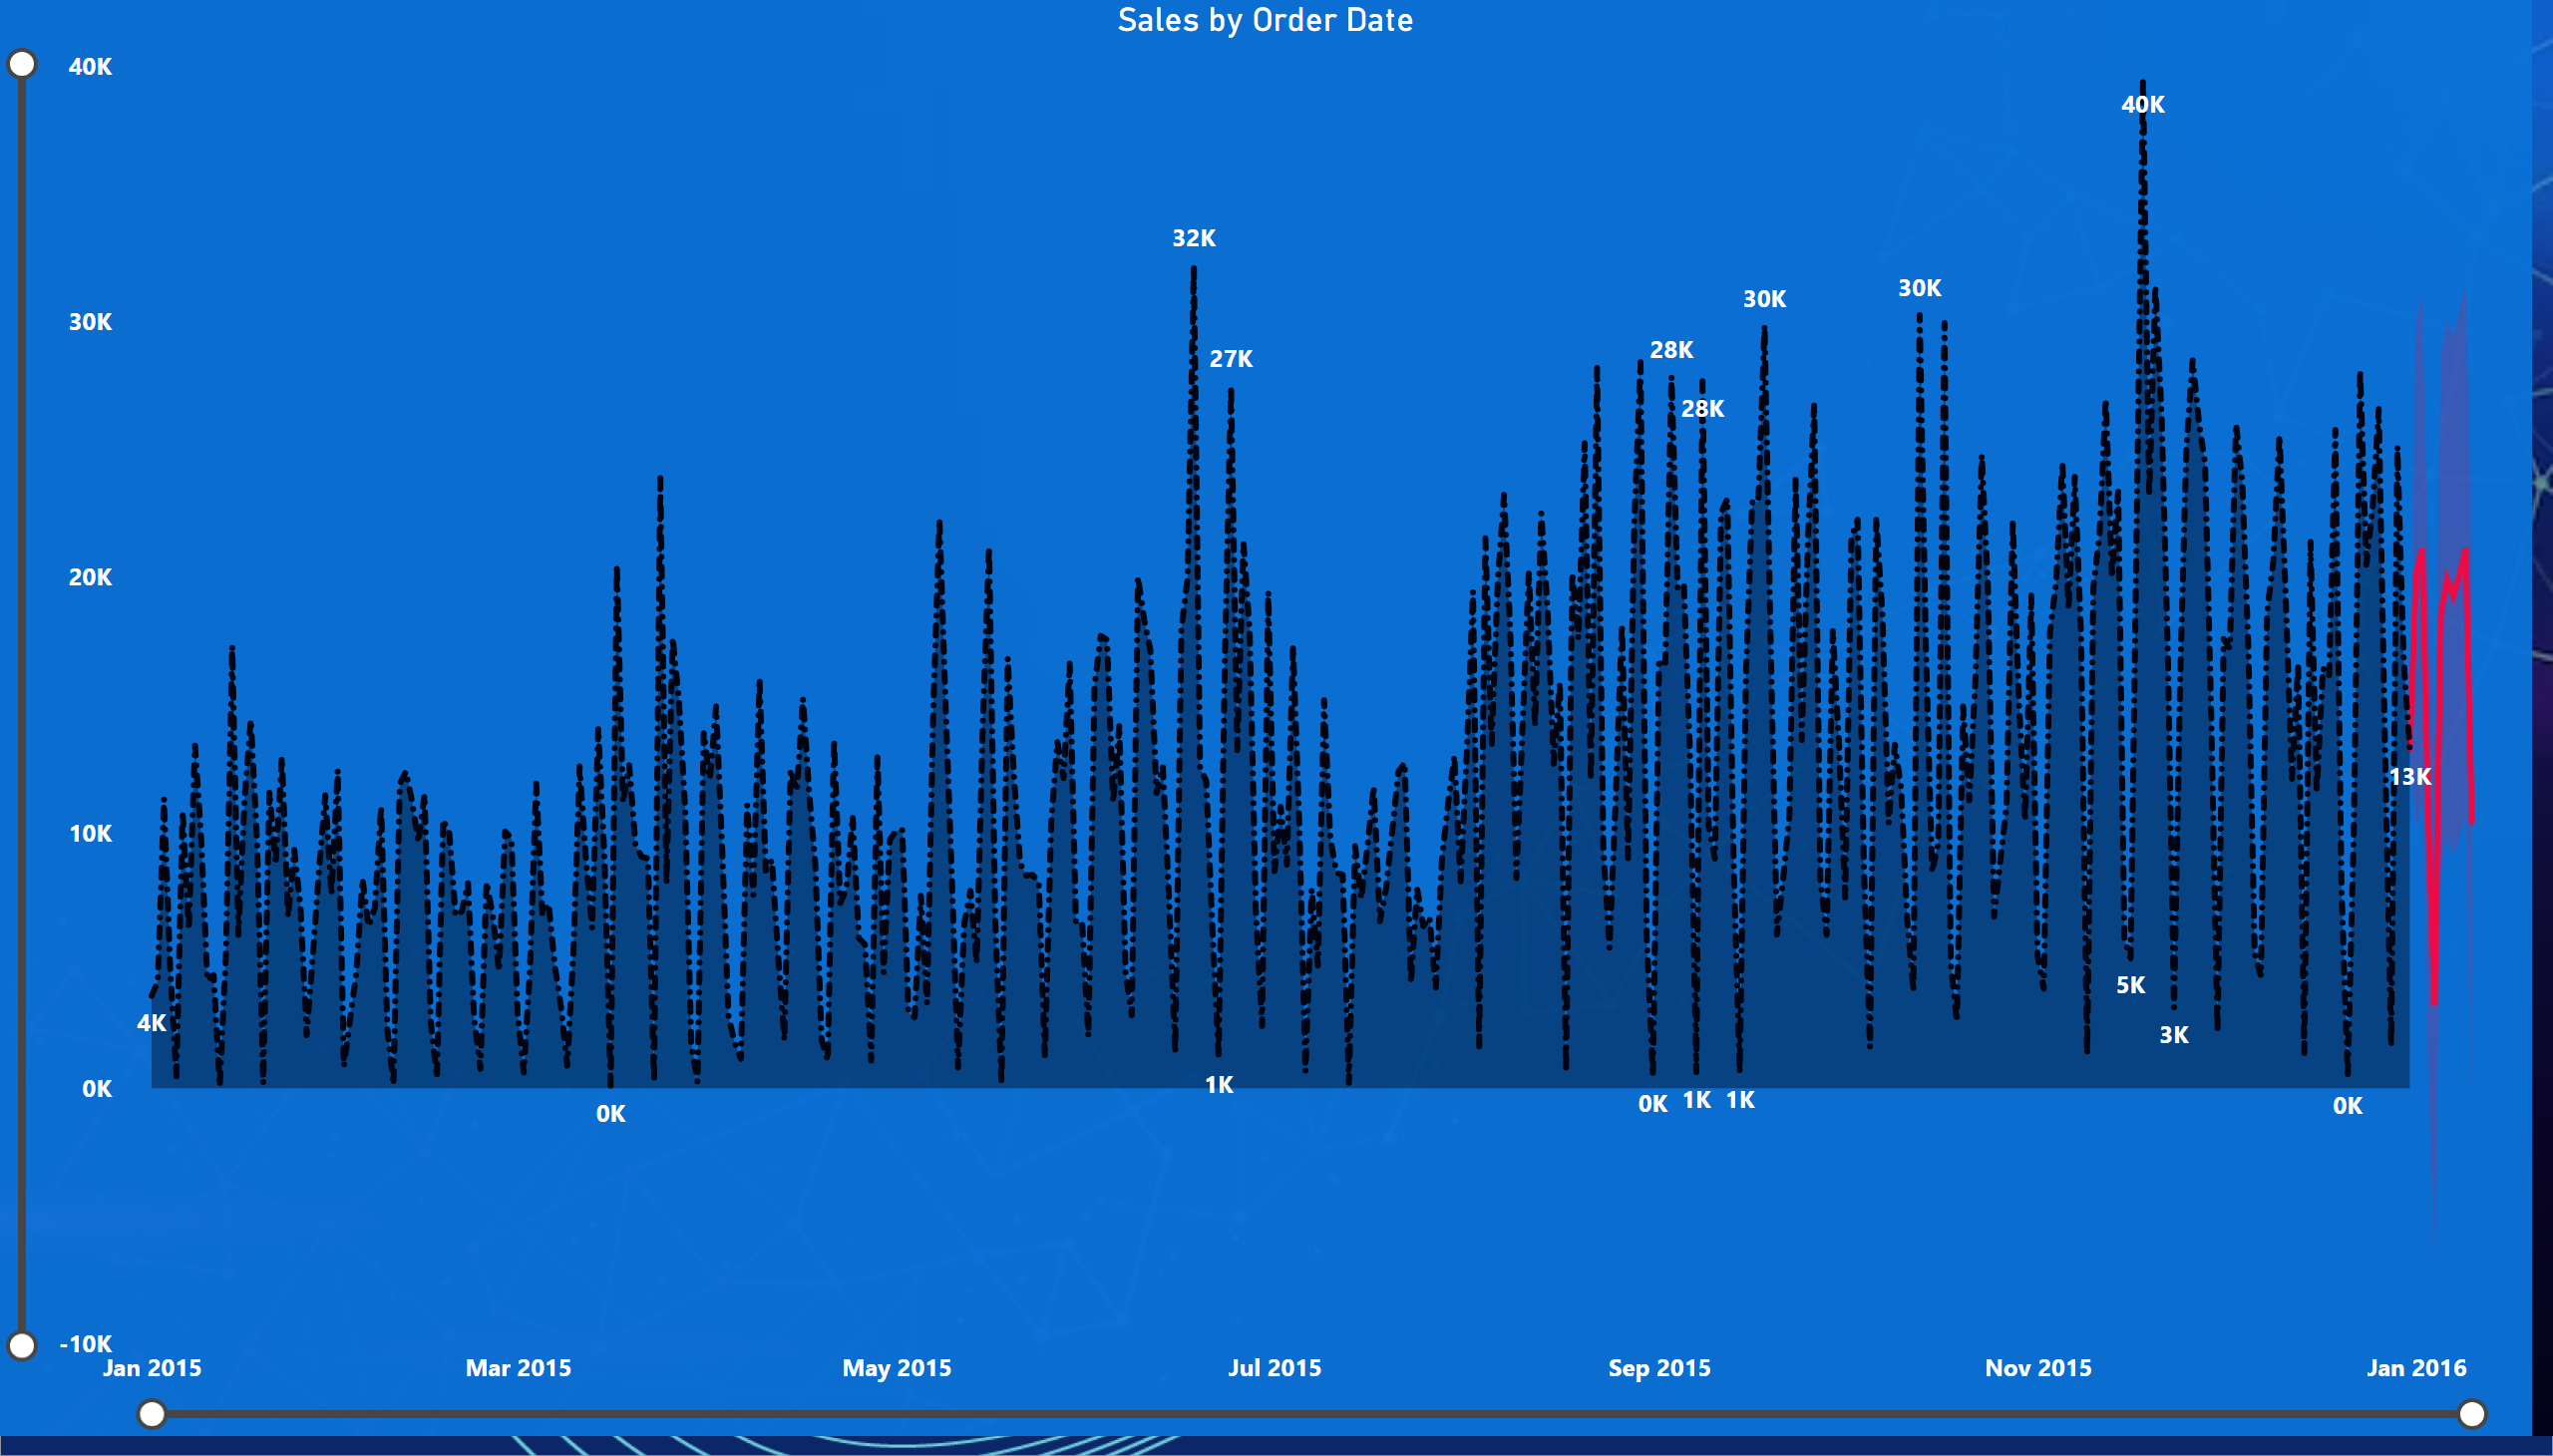 Sales by Order Date
40K
40K
32K
30K
30K
30K
28K
27K
28K
20K
13K
10K
5K
4K
3K
0K
1K
0K
1K
1K
0K
0K
-10K
Jan 2015
Mar 2015
May 2015
Jul 2015
Sep 2015
Nov 2015
Jan 2016